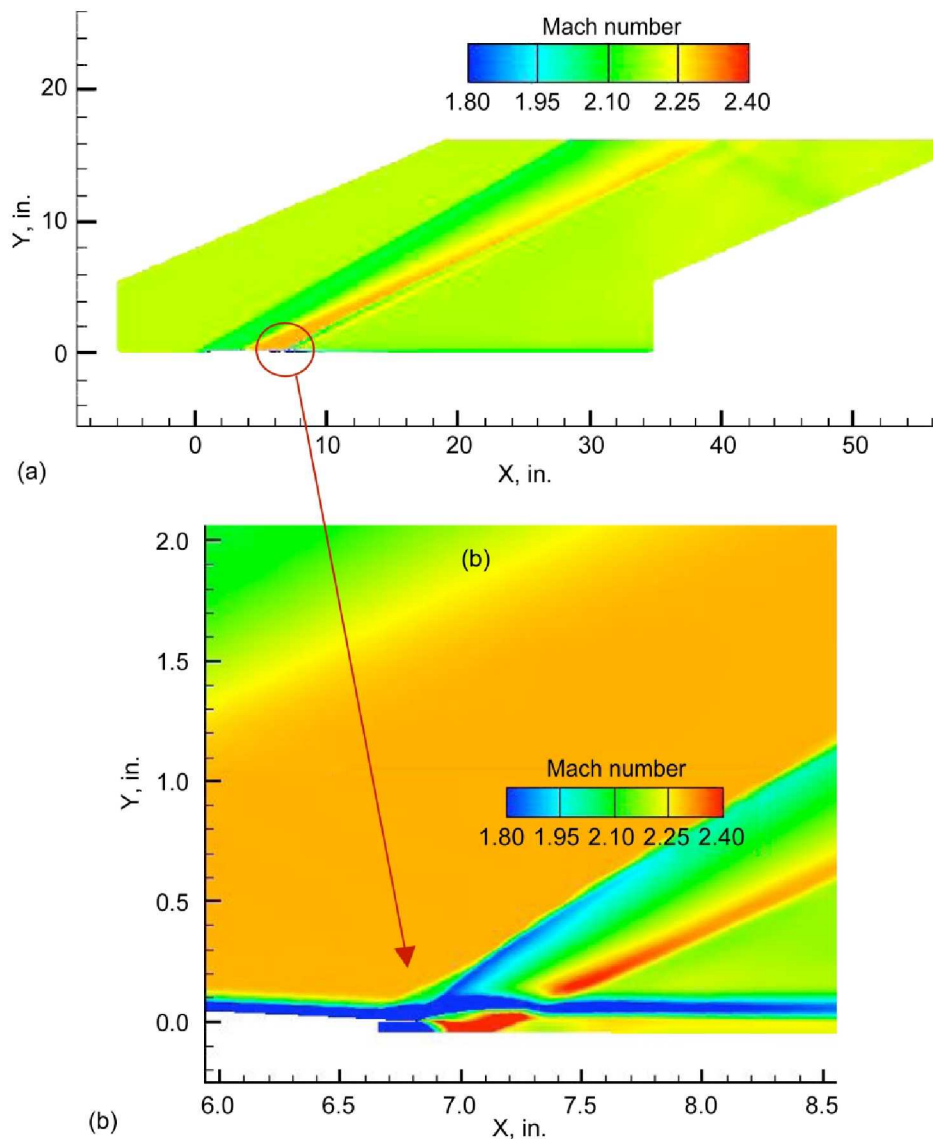 Mach number
1.80 1.95 2.10 2.25 2.40
Y, in.
20
10
0
0 10 20 30 40 50
X, in.
(a)
(b)
Y, in.
2.0
1.5
1.0
0.5
0.0
Mach number
1.80 1.95 2.10 2.25 2.40
6.0 6.5 7.0 7.5 8.0 8.5
X, in.
(b)